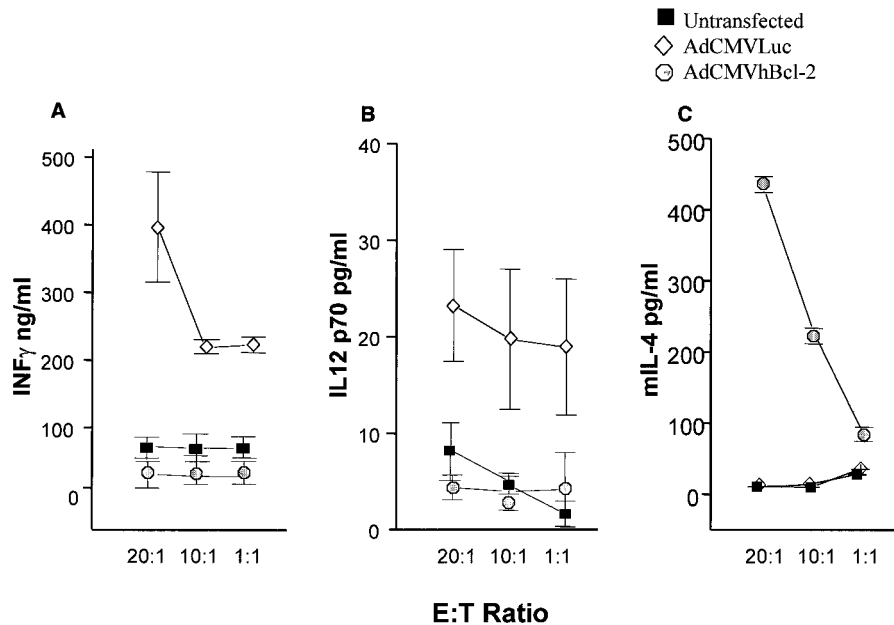 Untransfected
AdCMVLuc
AdCMVhBcl-2
A
B
C
INFγ ng/ml
500
400
300
200
100
0
20:1 10:1 1:1
IL12 p70 pg/ml
40
30
20
10
0
20:1 10:1 1:1
mIL-4 pg/ml
500
400
300
200
100
0
20:1 10:1 1:1
E:T Ratio